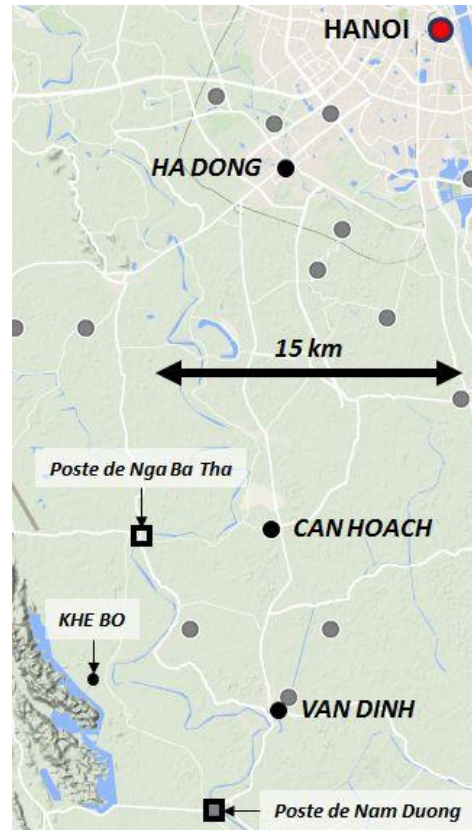 HANOI
HA DONG
15 km
Poste de Nga Ba Tha
CAN HOACH
KHE BO
VAN DINH
Poste de Nam Duong